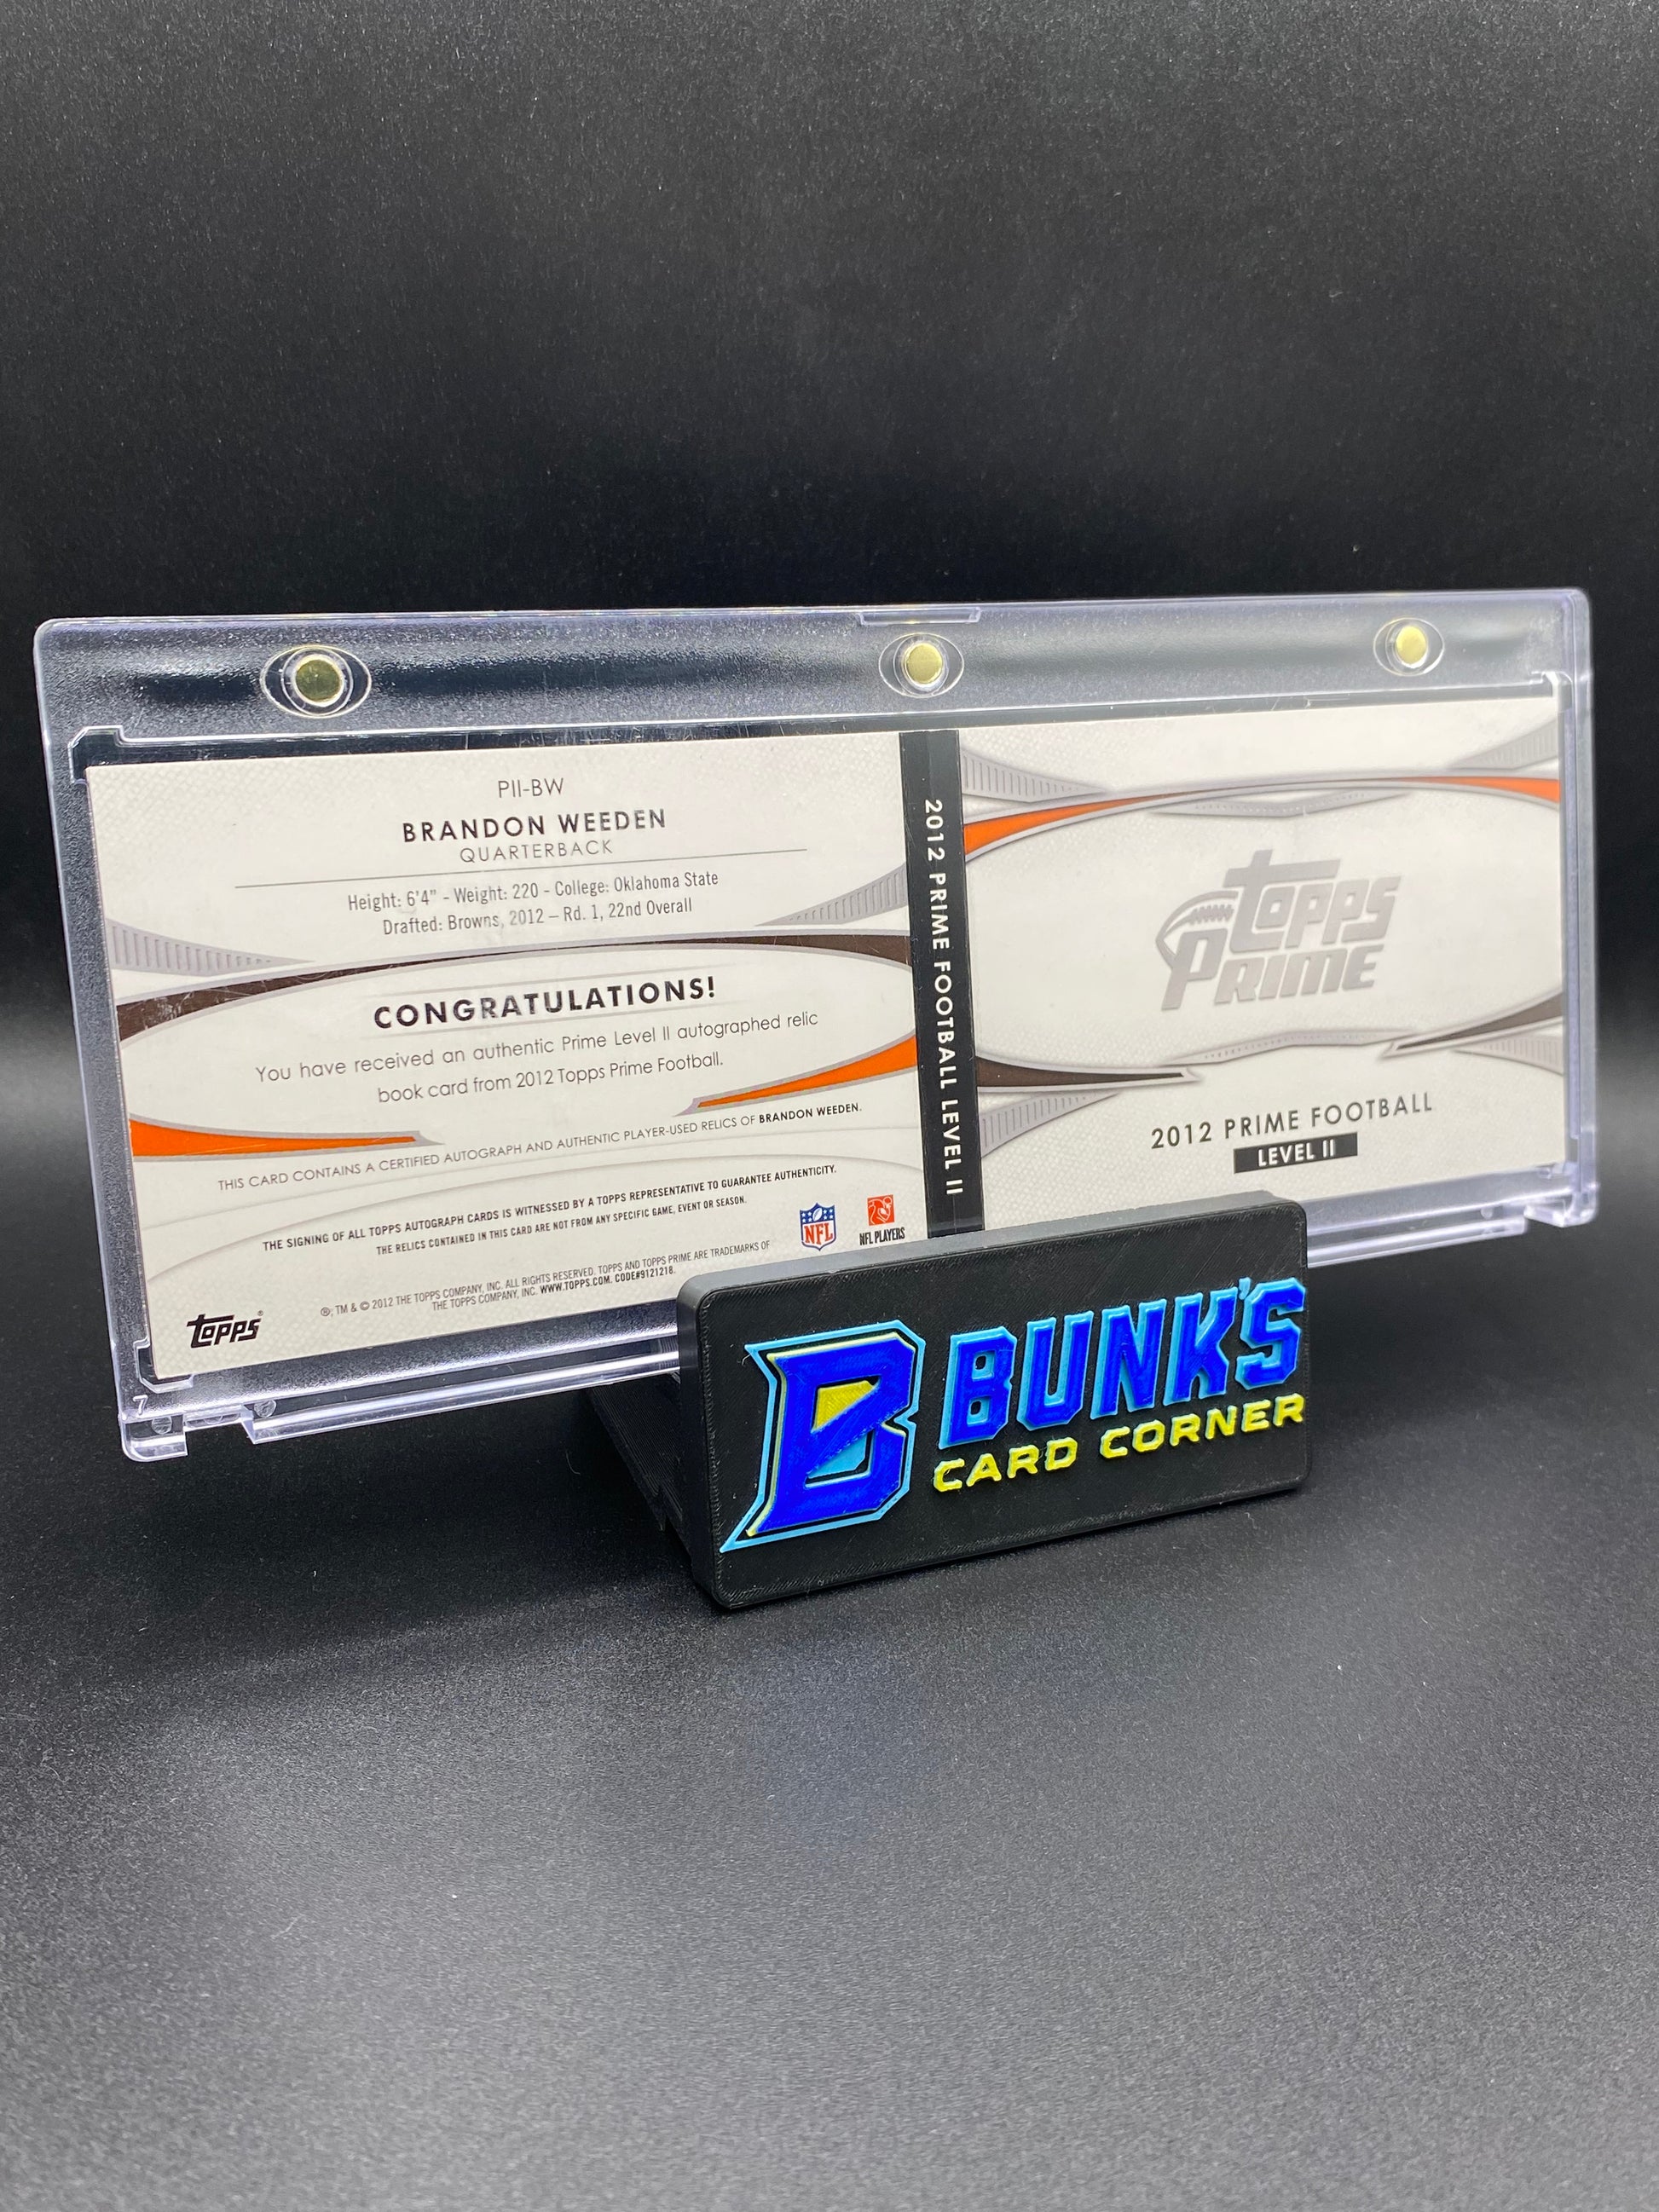 PII-BW
BRANDON WEEDEN
QUARTERBACK
Height: 6'4" - Weight: 220 - College: Oklahoma State
Drafted: Browns, 2012 – Rd. 1, 22nd Overall
CONGRATULATIONS!
You have received an authentic Prime Level II autographed relic
book card from 2012 Topps Prime Football.
THIS CARD CONTAINS A CERTIFIED AUTOGRAPH AND AUTHENTIC PLAYER-USED RELICS OF BRANDON WEEDEN.
THE SIGNING OF ALL TOPPS AUTOGRAPH CARDS IS WITNESSED BY A TOPPS REPRESENTATIVE TO GUARANTEE AUTHENTICITY.
THE RELICS CONTAINED IN THIS CARD ARE NOT FROM ANY SPECIFIC GAME, EVENT OR SEASON.
NFL
NFL PLAYERS
®, TM & © 2012 THE TOPPS COMPANY, INC. ALL RIGHTS RESERVED. TOPPS AND TOPPS PRIME ARE TRADEMARKS OF
THE TOPPS COMPANY, INC. WWW.TOPPS.COM. CODE#9121218.
Topps®
2012 PRIME FOOTBALL LEVEL II
Topps
PRIME
2012 PRIME FOOTBALL
LEVEL II
7
B
BUNK'S
CARD CORNER